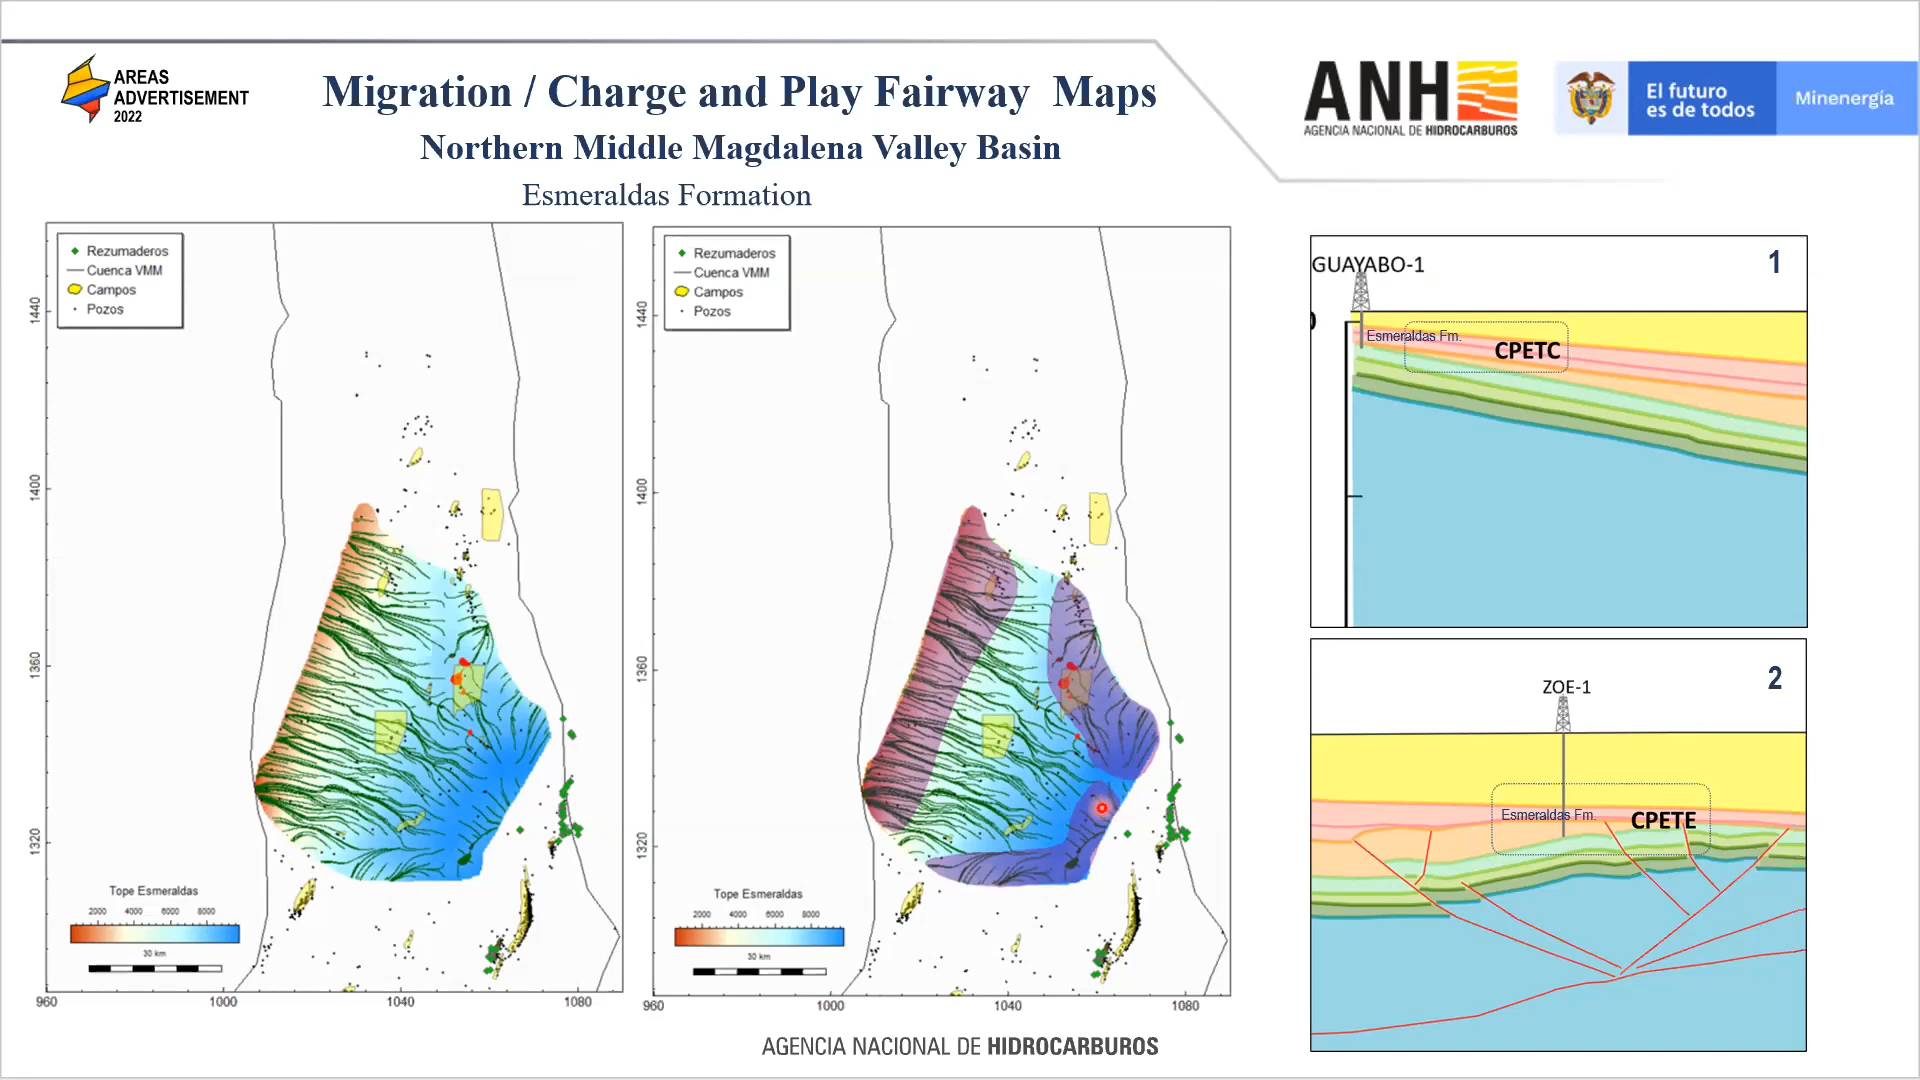 AREAS
ADVERTISEMENT
2022
Migration / Charge and Play Fairway Maps
Northern Middle Magdalena Valley Basin
Esmeraldas Formation
ANH
AGENCIA NACIONAL DE HIDROCARBUROS
El futuro
es de todos
Minenergía
Rezumaderos
Cuenca VMM
Campos
Pozos
1440
1400
1360
1320
Tope Esmeraldas
2000 4000 6000 8000
30 km
960 1000 1040 1080
Rezumaderos
Cuenca VMM
Campos
Pozos
1440
1400
1360
1320
Tope Esmeraldas
2000 4000 6000 8000
30 km
960 1000 1040 1080
1
GUAYABO-1
Esmeraldas Fm.
CPETC
2
ZOE-1
Esmeraldas Fm.
CPETE
AGENCIA NACIONAL DE HIDROCARBUROS